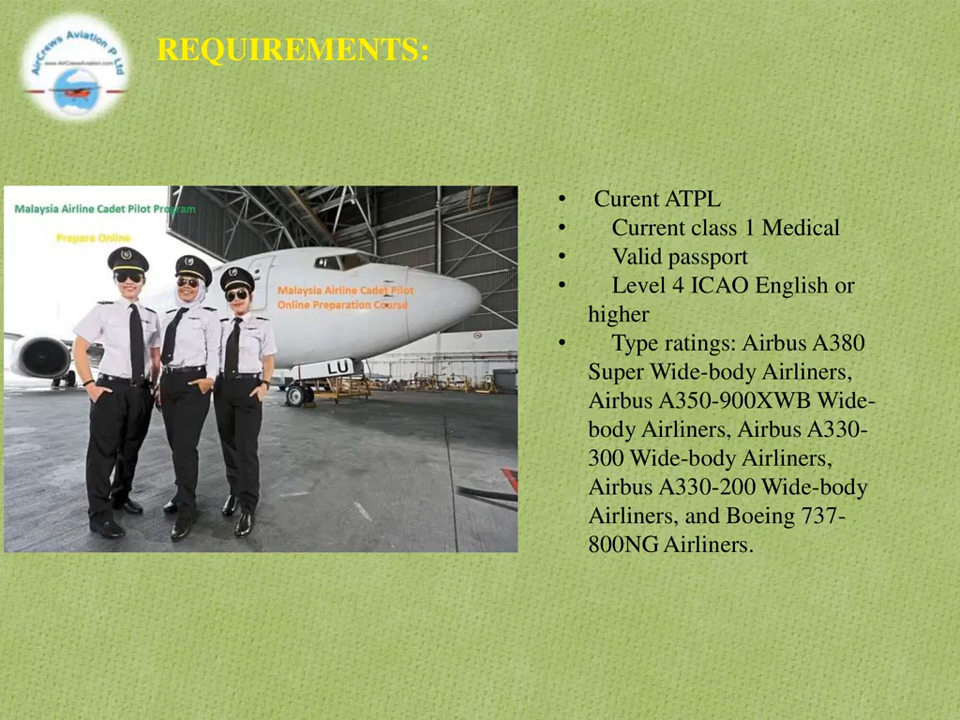 AirCrews Aviation P Ltd
www.AirCrewsAviation.com
REQUIREMENTS:
Malaysia Airline Cadet Pilot Program
Prepare Online
Malaysia Airline Cadet Pilot
Online Preparation Course
LU
• Curent ATPL
• Current class 1 Medical
• Valid passport
• Level 4 ICAO English or
higher
• Type ratings: Airbus A380
Super Wide-body Airliners,
Airbus A350-900XWB Wide-
body Airliners, Airbus A330-
300 Wide-body Airliners,
Airbus A330-200 Wide-body
Airliners, and Boeing 737-
800NG Airliners.